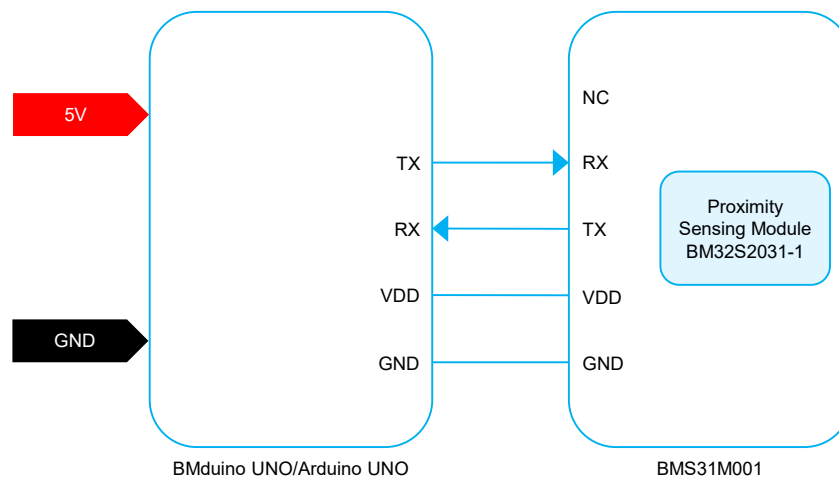 5V
GND
TX
RX
VDD
GND
BMduino UNO/Arduino UNO
NC
RX
TX
VDD
GND
Proximity
Sensing Module
BM32S2031-1
BMS31M001